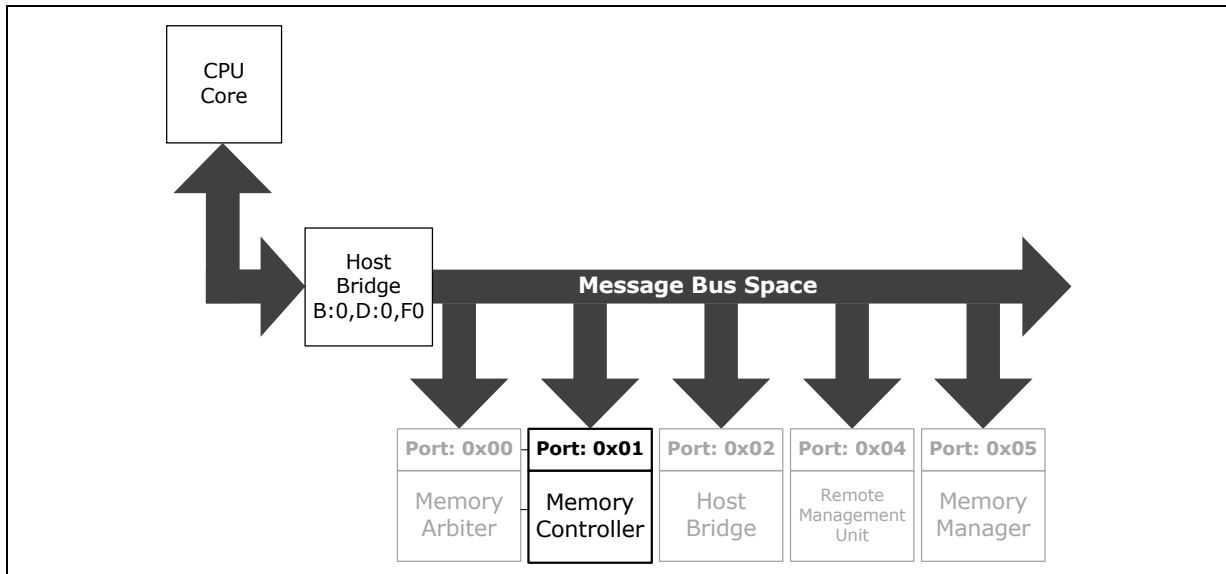 CPU
Core
Host
Bridge
B:0,D:0,F0
Message Bus Space
Port: 0x00
Port: 0x01
Port: 0x02
Port: 0x04
Port: 0x05
Memory
Arbiter
Memory
Controller
Host
Bridge
Remote
Management
Unit
Memory
Manager